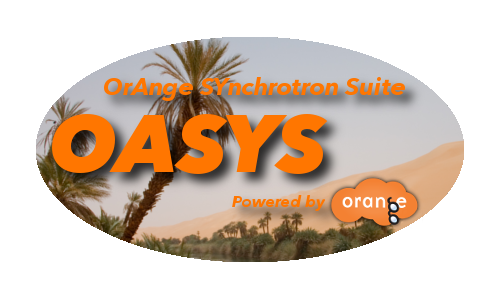 OrAnge SYnchrotron Suite
OASYS
Powered by orange